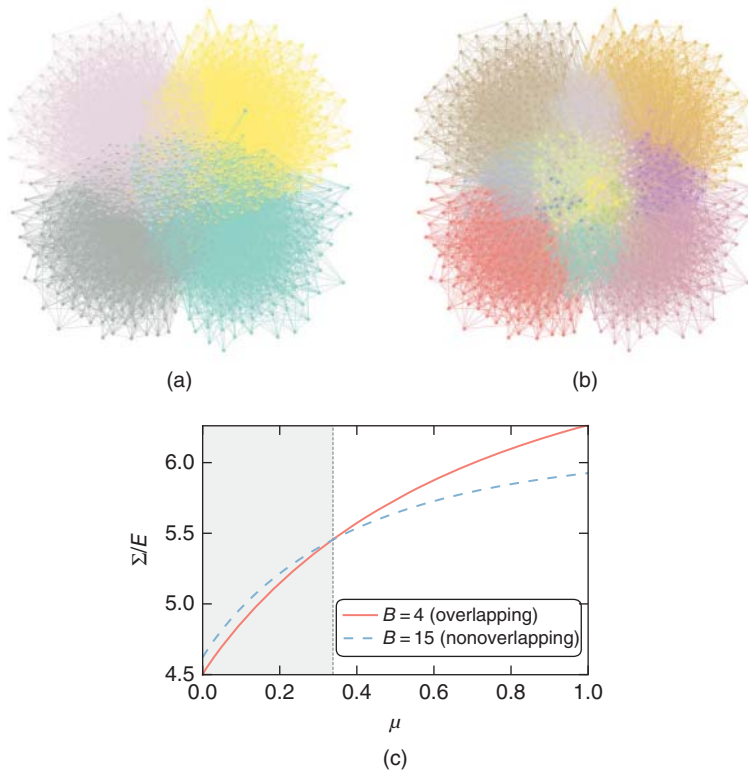 (a)
(b)
6.0
5.5
5.0
4.5
Σ/E
B = 4 (overlapping)
B = 15 (nonoverlapping)
0.0 0.2 0.4 0.6 0.8 1.0
μ
(c)